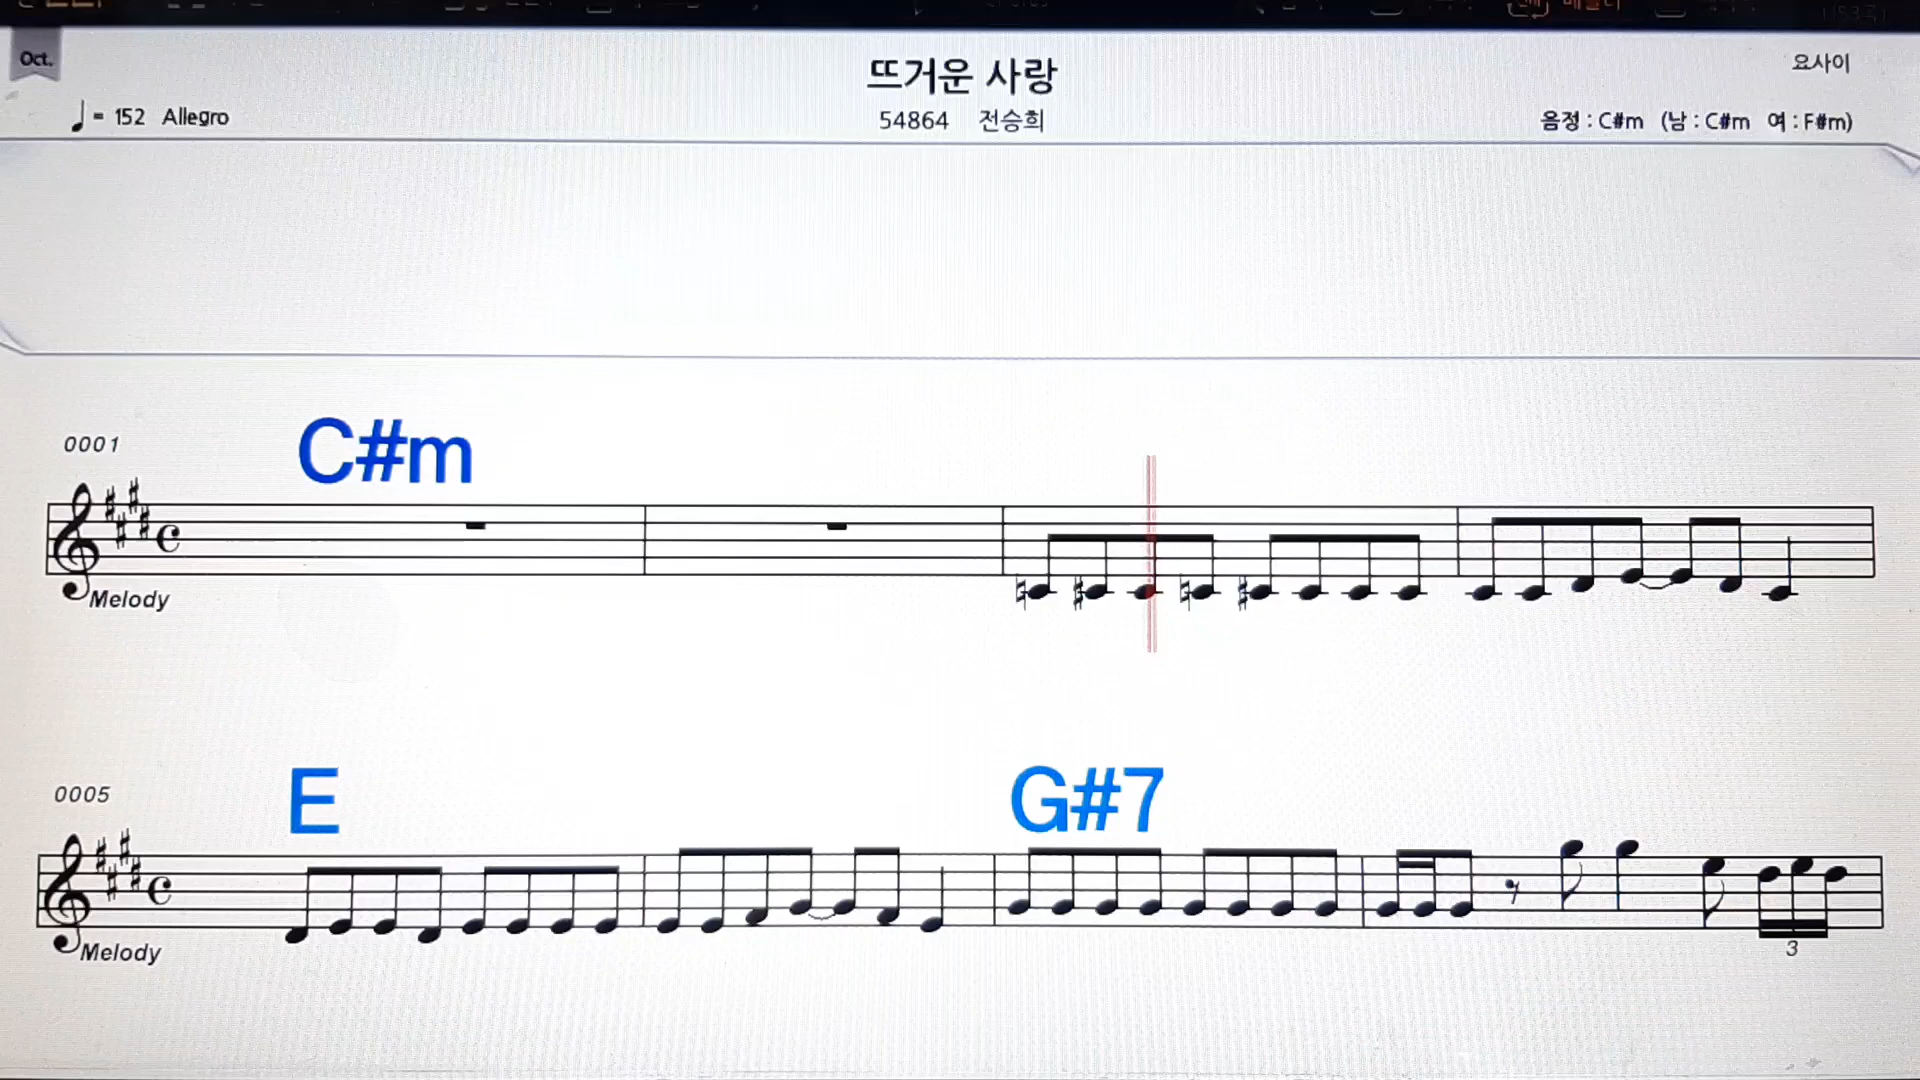 Oct.
뜨거운 사랑
요사이
= 152 Allegro
54864 전승희
음정 : C#m (남 : C#m 여 : F#m)
0001
C#m
Melody
0005
E
G#7
Melody
3